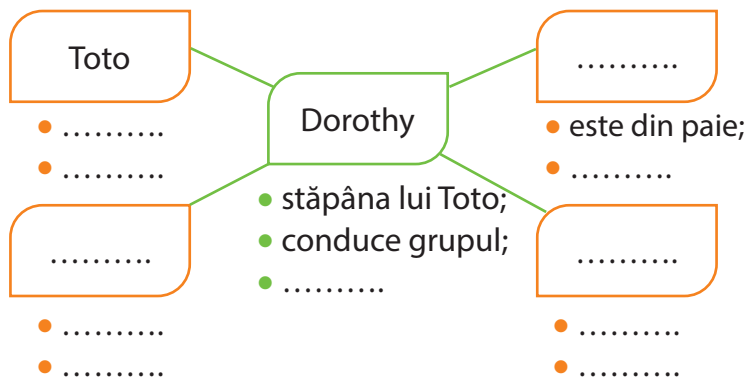 Toto
• ……….
• ……….
……….
• ……….
• ……….
Dorothy
• stăpâna lui Toto;
• conduce grupul;
• ……….
……….
• este din paie;
• ……….
……….
• ……….
• ……….